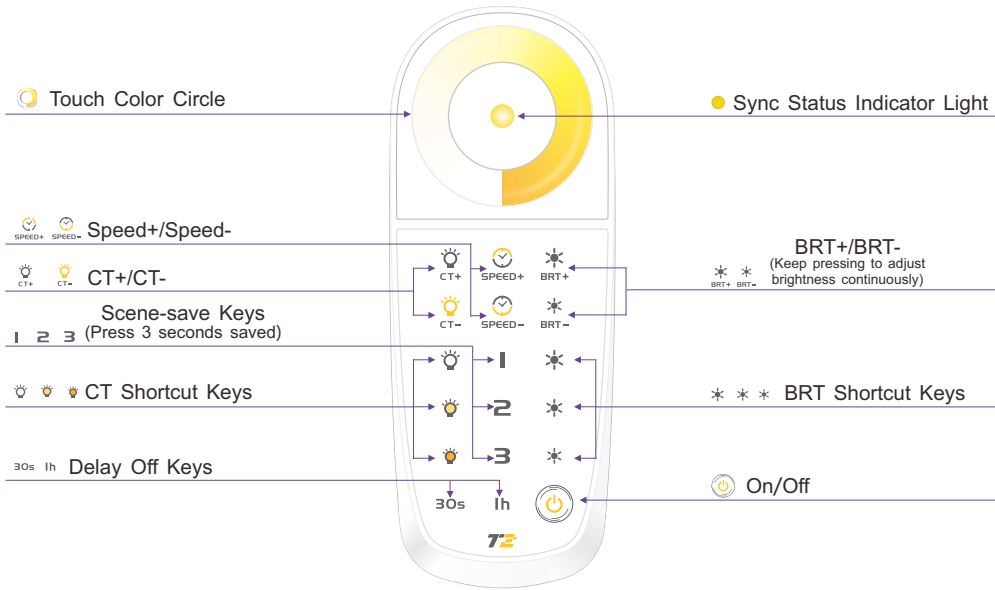 Touch Color Circle
Sync Status Indicator Light
SPEED+ SPEED- Speed+/Speed-
CT+ CT- CT+/CT-
BRT+/BRT-
(Keep pressing to adjust
BRT+ BRT- brightness continuously)
Scene-save Keys
1 2 3 (Press 3 seconds saved)
CT Shortcut Keys
BRT Shortcut Keys
30s 1h Delay Off Keys
On/Off
CT+ SPEED+ BRT+
CT- SPEED- BRT-
1
2
3
30s 1h
T2